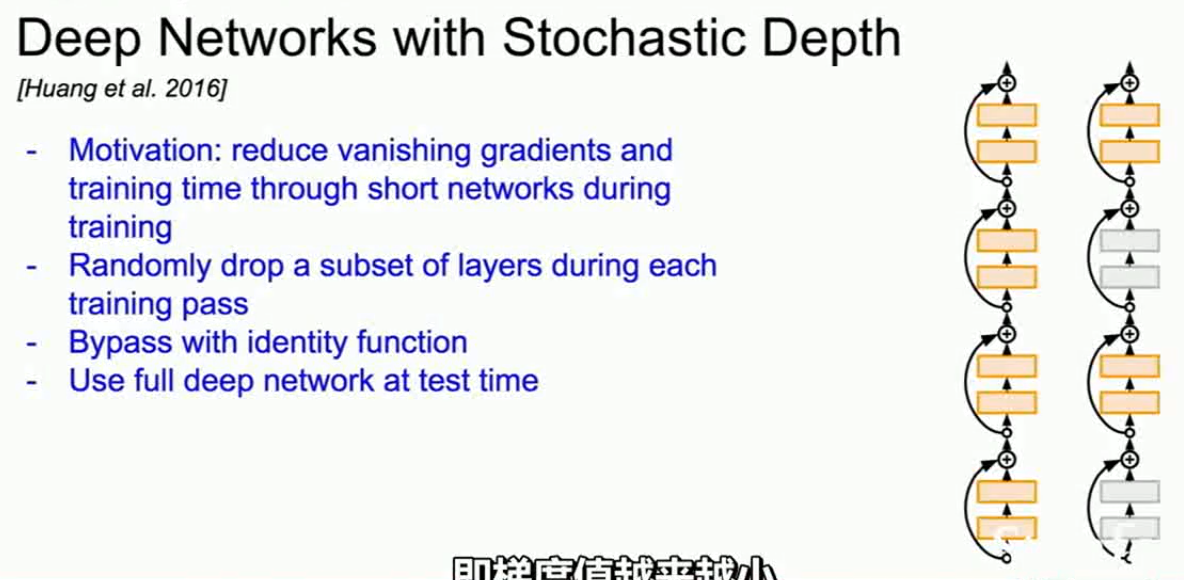 Deep Networks with Stochastic Depth
[Huang et al. 2016]
- Motivation: reduce vanishing gradients and
training time through short networks during
training
- Randomly drop a subset of layers during each
training pass
- Bypass with identity function
- Use full deep network at test time
即梯度值越来越小